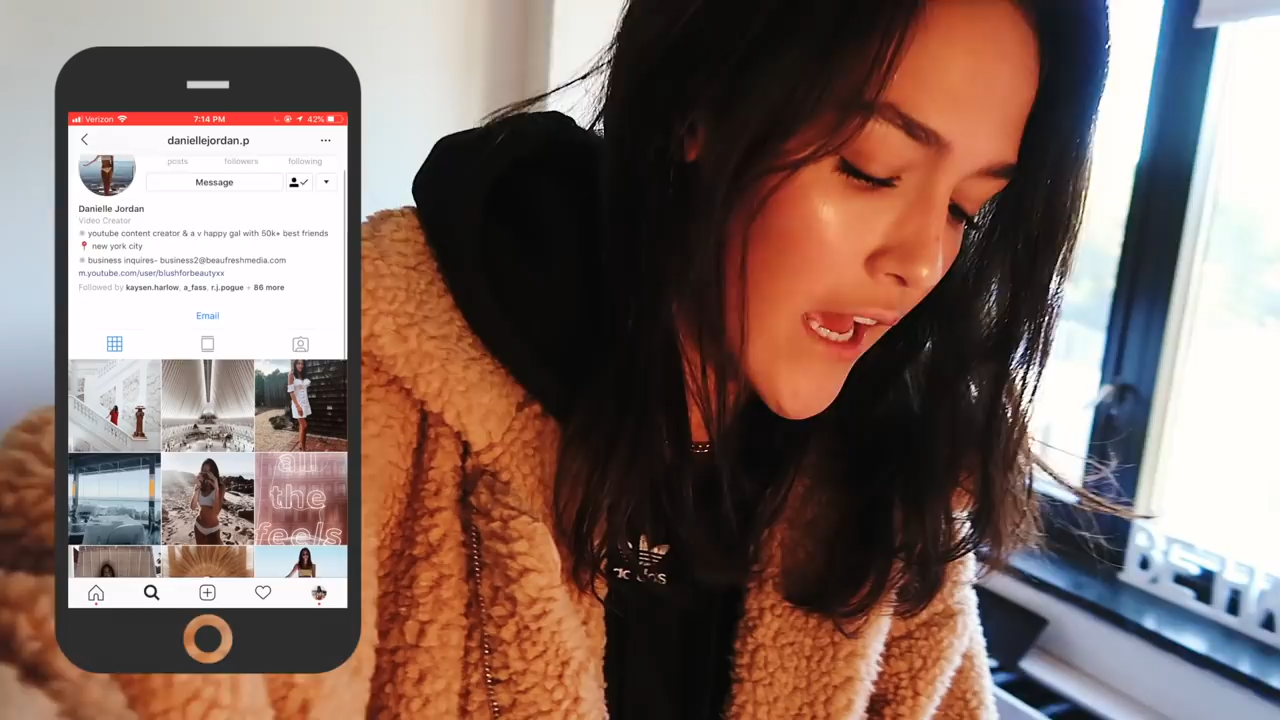 Verizon 7:14 PM 42%
daniellejordan.p
posts followers following
Message
Danielle Jordan
Video Creator
youtube content creator & a v happy gal with 50k+ best friends
📍 new york city
business inquires- business2@beaufreshmedia.com
m.youtube.com/user/blushforbeautyxx
Followed by kaysen.harlow, a_fass, r.j.pogue + 86 more
Email
all
the
feels
adidas